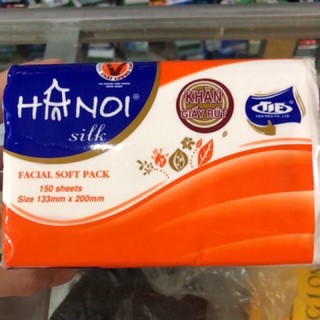 HANOI®
silk
KHĂN
GIẤY RÚT
FACIAL SOFT PACK
150 sheets
Size 133mm x 200mm